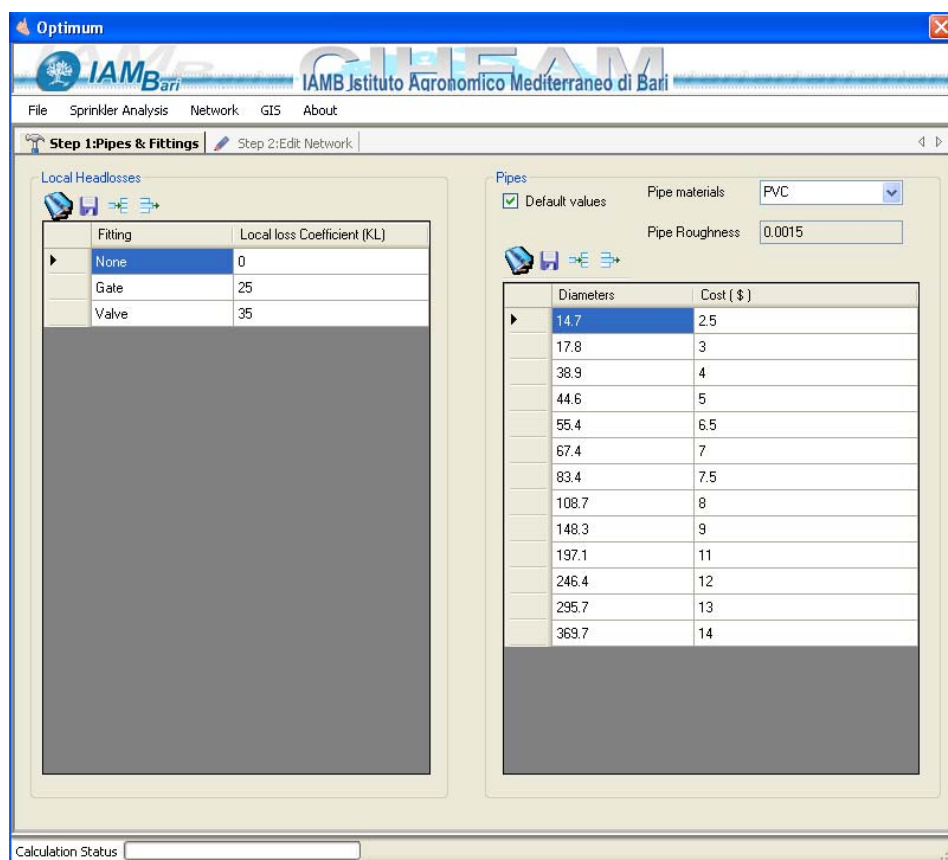 Optimum
IAMB CIHEAM
IAM Bari
IAMB Istituto Agronomico Mediterraneo di Bari
File Sprinkler Analysis Network GIS About
Step 1:Pipes & Fittings Step 2:Edit Network
Local Headlosses
Fitting Local loss Coefficient (KL)
None 0
Gate 25
Valve 35
Pipes
Default values Pipe materials PVC
Pipe Roughness 0.0015
Diameters Cost ( $ )
14.7 2.5
17.8 3
38.9 4
44.6 5
55.4 6.5
67.4 7
83.4 7.5
108.7 8
148.3 9
197.1 11
246.4 12
295.7 13
369.7 14
Calculation Status